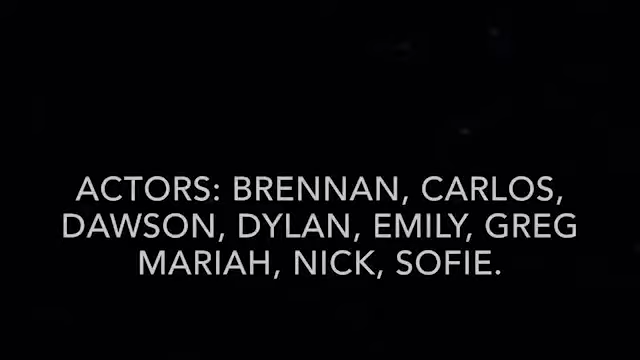 ACTORS: BRENNAN, CARLOS,
DAWSON, DYLAN, EMILY, GREG
MARIAH, NICK, SOFIE.